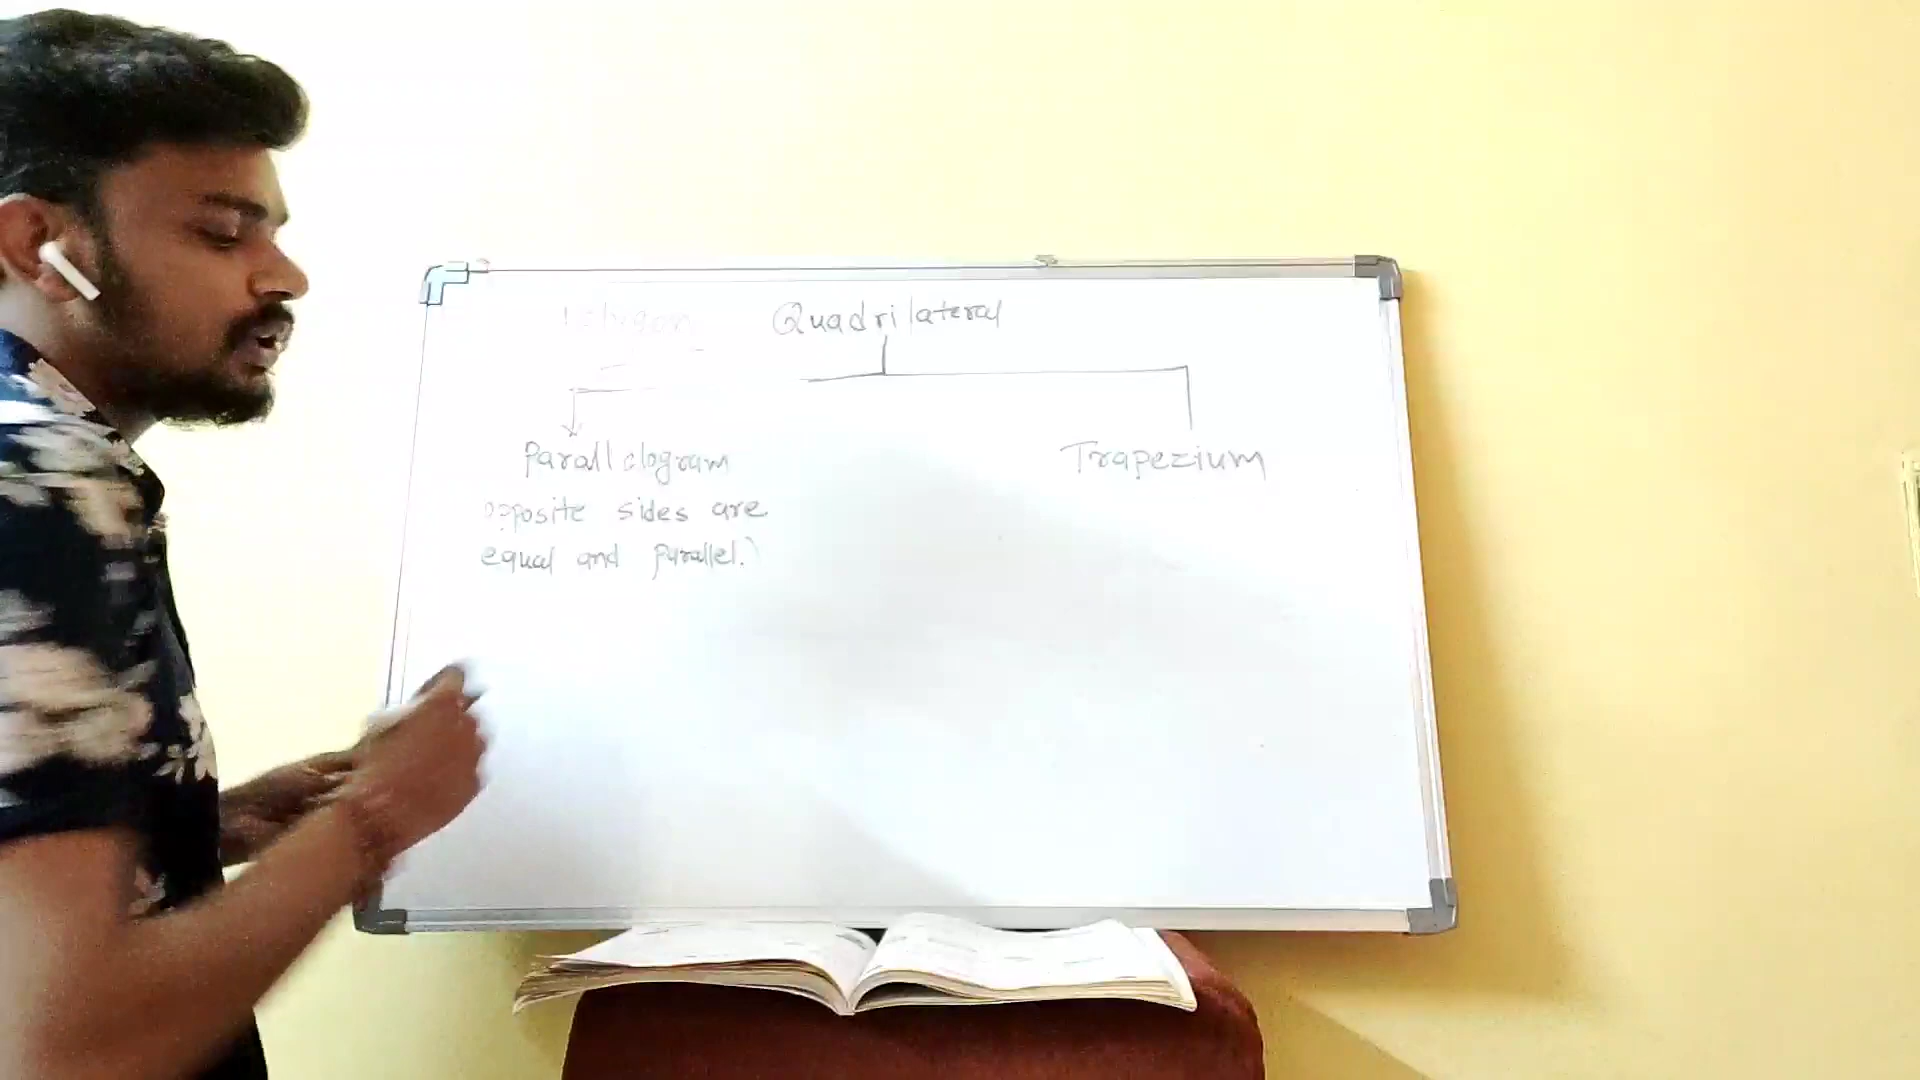 Polygon Quadrilateral
Parallelogram
Trapezium
opposite sides are
equal and parallel.)